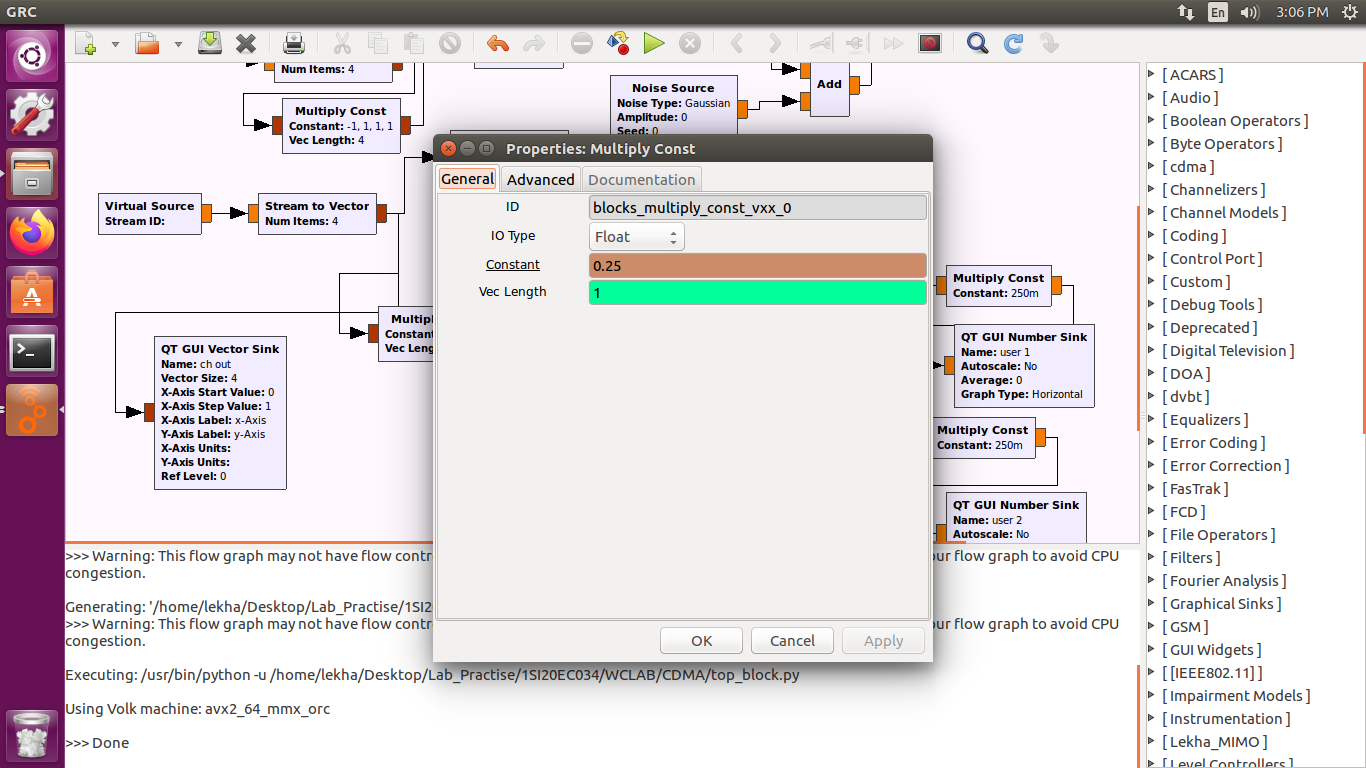 GRC
En
3:06 PM
Num Items: 4
Multiply Const
Constant: -1, 1, 1, 1
Vec Length: 4
Noise Source
Noise Type: Gaussian
Amplitude: 0
Seed: 0
Add
Virtual Source
Stream ID:
Stream to Vector
Num Items: 4
Multipl
Constant
Vec Leng
QT GUI Vector Sink
Name: ch out
Vector Size: 4
X-Axis Start Value: 0
X-Axis Step Value: 1
X-Axis Label: x-Axis
Y-Axis Label: y-Axis
X-Axis Units:
Y-Axis Units:
Ref Level: 0
Properties: Multiply Const
General
Advanced
Documentation
ID
blocks_multiply_const_vxx_0
IO Type
Float
Constant
0.25
Vec Length
1
OK
Cancel
Apply
Multiply Const
Constant: 250m
QT GUI Number Sink
Name: user 1
Autoscale: No
Average: 0
Graph Type: Horizontal
Multiply Const
Constant: 250m
QT GUI Number Sink
Name: user 2
Autoscale: No
>>> Warning: This flow graph may not have flow contr
our flow graph to avoid CPU
congestion.
Generating: '/home/lekha/Desktop/Lab_Practise/1SI2
>>> Warning: This flow graph may not have flow contr
our flow graph to avoid CPU
congestion.
Executing: /usr/bin/python -u /home/lekha/Desktop/Lab_Practise/1SI20EC034/WCLAB/CDMA/top_block.py
Using Volk machine: avx2_64_mmx_orc
>>> Done
[ ACARS ]
[ Audio ]
[ Boolean Operators ]
[ Byte Operators ]
[ cdma ]
[ Channelizers ]
[ Channel Models ]
[ Coding ]
[ Control Port ]
[ Custom ]
[ Debug Tools ]
[ Deprecated ]
[ Digital Television ]
[ DOA ]
[ dvbt ]
[ Equalizers ]
[ Error Coding ]
[ Error Correction ]
[ FasTrak ]
[ FCD ]
[ File Operators ]
[ Filters ]
[ Fourier Analysis ]
[ Graphical Sinks ]
[ GSM ]
[ GUI Widgets ]
[ [IEEE802.11] ]
[ Impairment Models ]
[ Instrumentation ]
[ Lekha_MIMO ]
[ Level Controllers ]